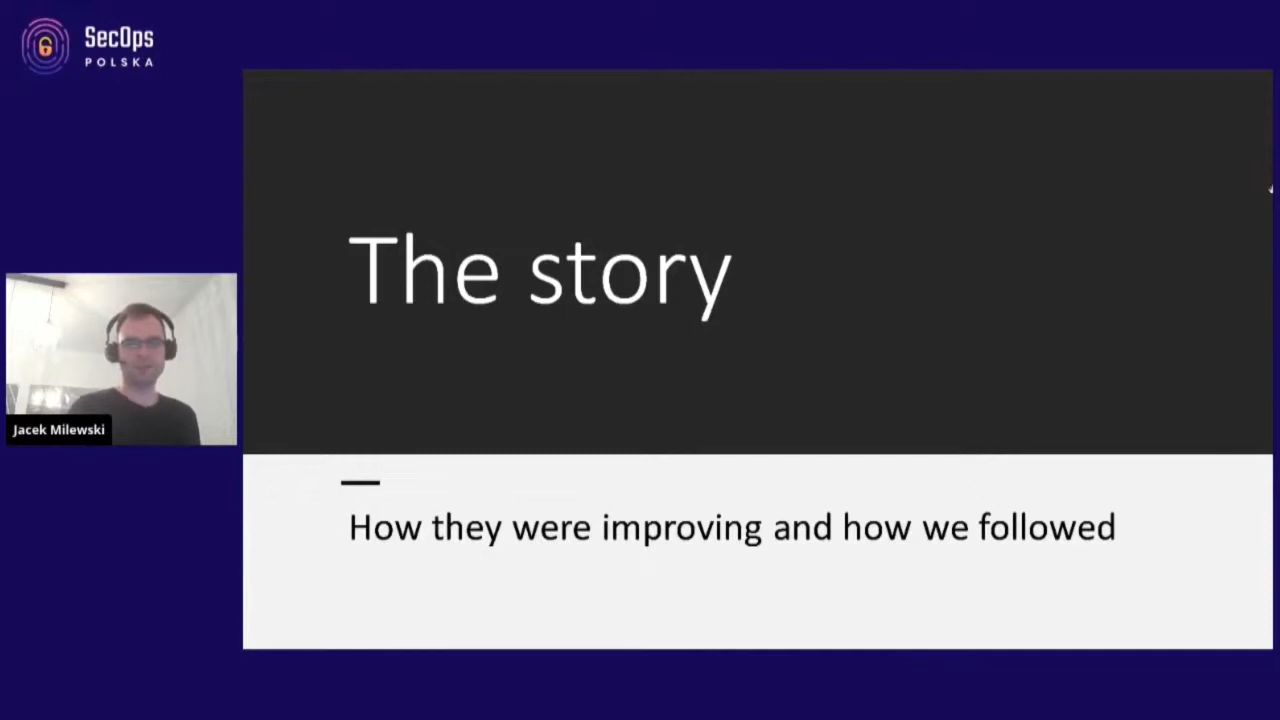 SecOps
POLSKA
The story
Jacek Milewski
How they were improving and how we followed